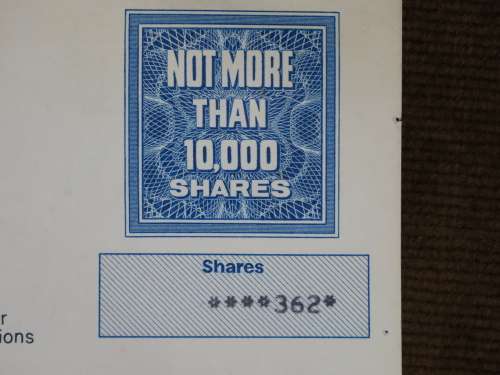 NOT MORE
THAN
10,000
SHARES
Shares
****362*
r
ions